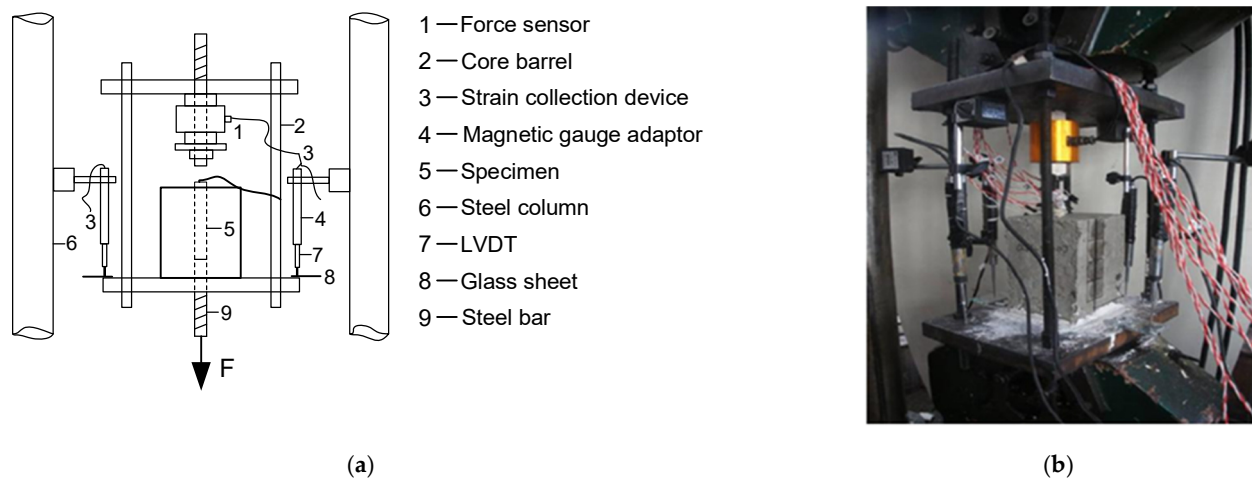 1 — Force sensor
2 — Core barrel
3 — Strain collection device
4 — Magnetic gauge adaptor
5 — Specimen
6 — Steel column
7 — LVDT
8 — Glass sheet
9 — Steel bar
1
2
3
3
4
5
6
7
8
9
F
(a)
(b)